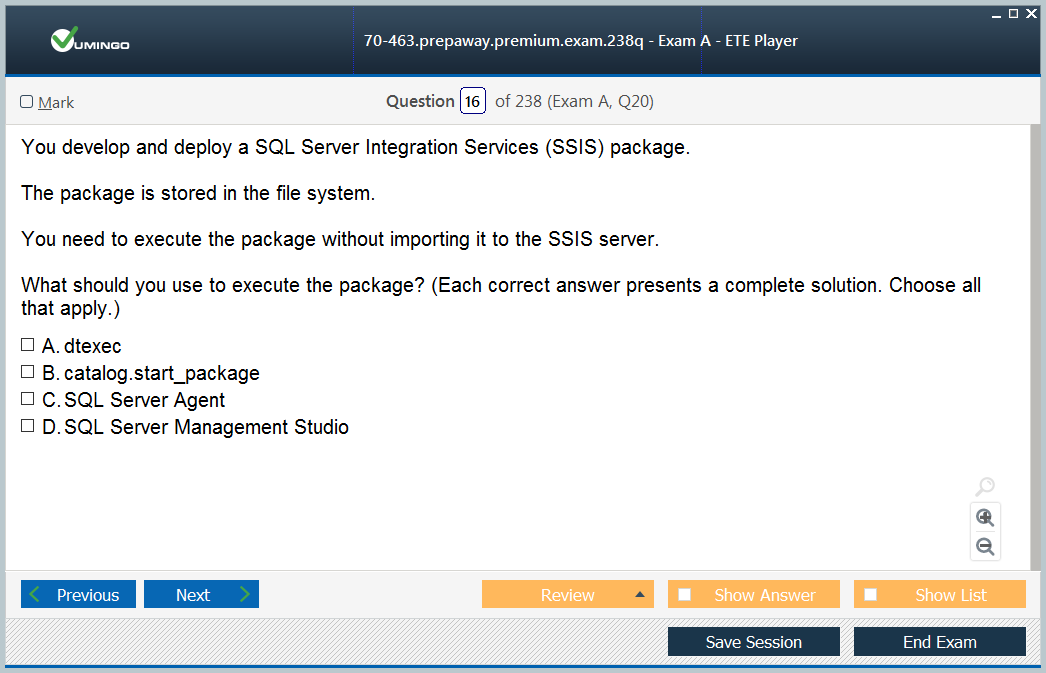 VUMINGO
70-463.prepaway.premium.exam.238q - Exam A - ETE Player
Mark
Question 16 of 238 (Exam A, Q20)
You develop and deploy a SQL Server Integration Services (SSIS) package.
The package is stored in the file system.
You need to execute the package without importing it to the SSIS server.
What should you use to execute the package? (Each correct answer presents a complete solution. Choose all
that apply.)
A. dtexec
B. catalog.start_package
C. SQL Server Agent
D. SQL Server Management Studio
Previous
Next
Review
Show Answer
Show List
Save Session
End Exam